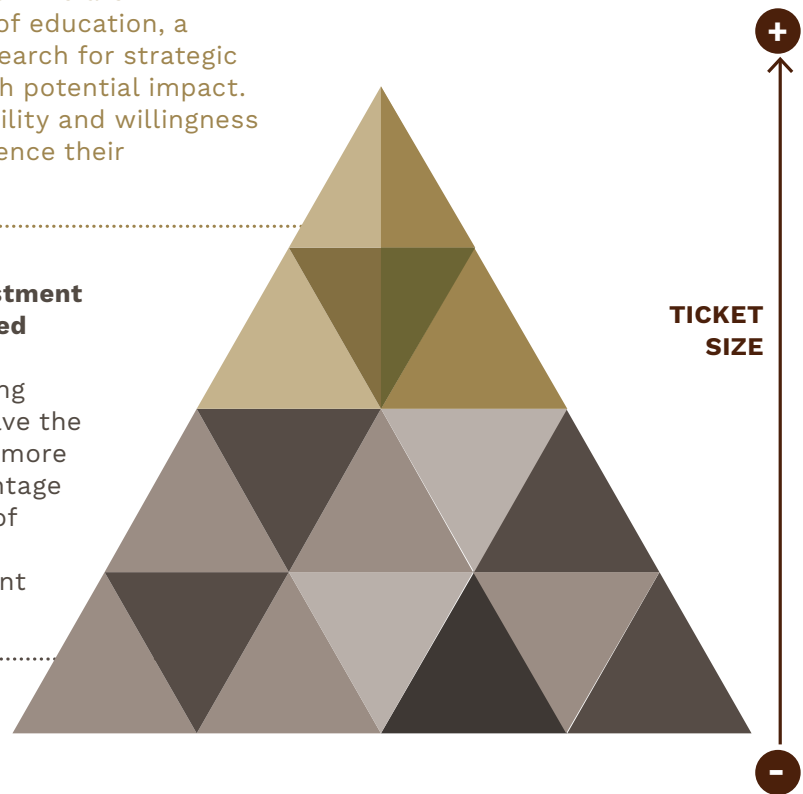 of education, a
earch for strategic
h potential impact.
ility and willingness
ence their
stment
ed
ng
ve the
more
ntage
of
nt
+
TICKET
SIZE
-